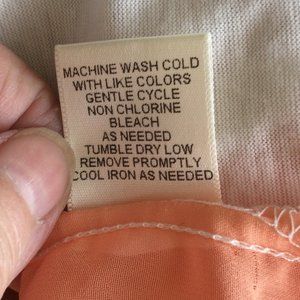 MACHINE WASH COLD
WITH LIKE COLORS
GENTLE CYCLE
NON CHLORINE
BLEACH
AS NEEDED
TUMBLE DRY LOW
REMOVE PROMPTLY
COOL IRON AS NEEDED